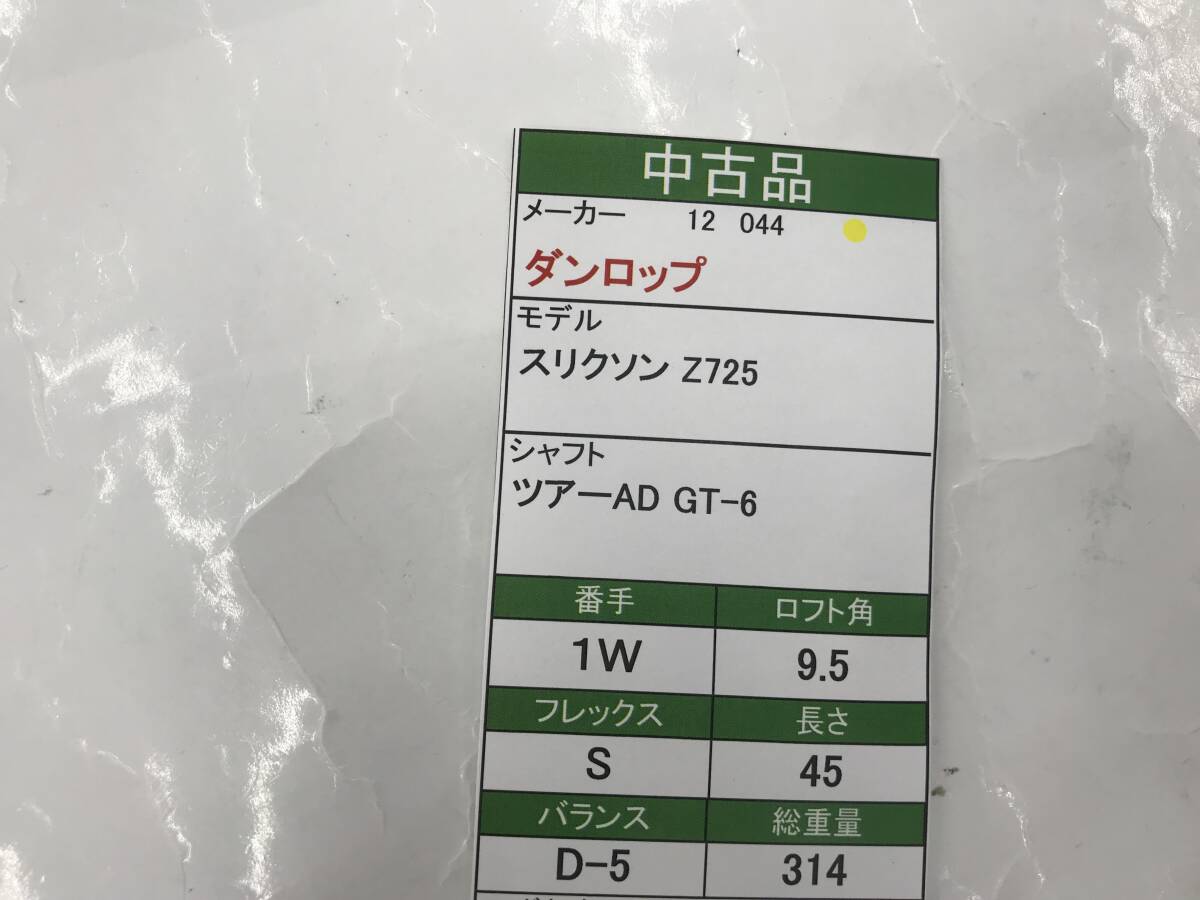 中古品
メーカー 12 044
ダンロップ
モデル
スリクソン Z725
シャフト
ツアーAD GT-6
番手 ロフト角
1W 9.5
フレックス 長さ
S 45
バランス 総重量
D-5 314